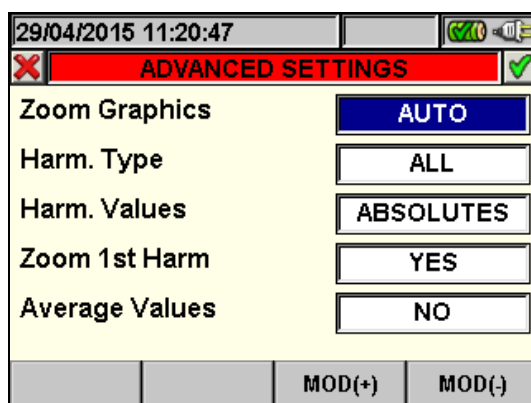 29/04/2015 11:20:47
ADVANCED SETTINGS
Zoom Graphics AUTO
Harm. Type ALL
Harm. Values ABSOLUTES
Zoom 1st Harm YES
Average Values NO
MOD(+) MOD(-)